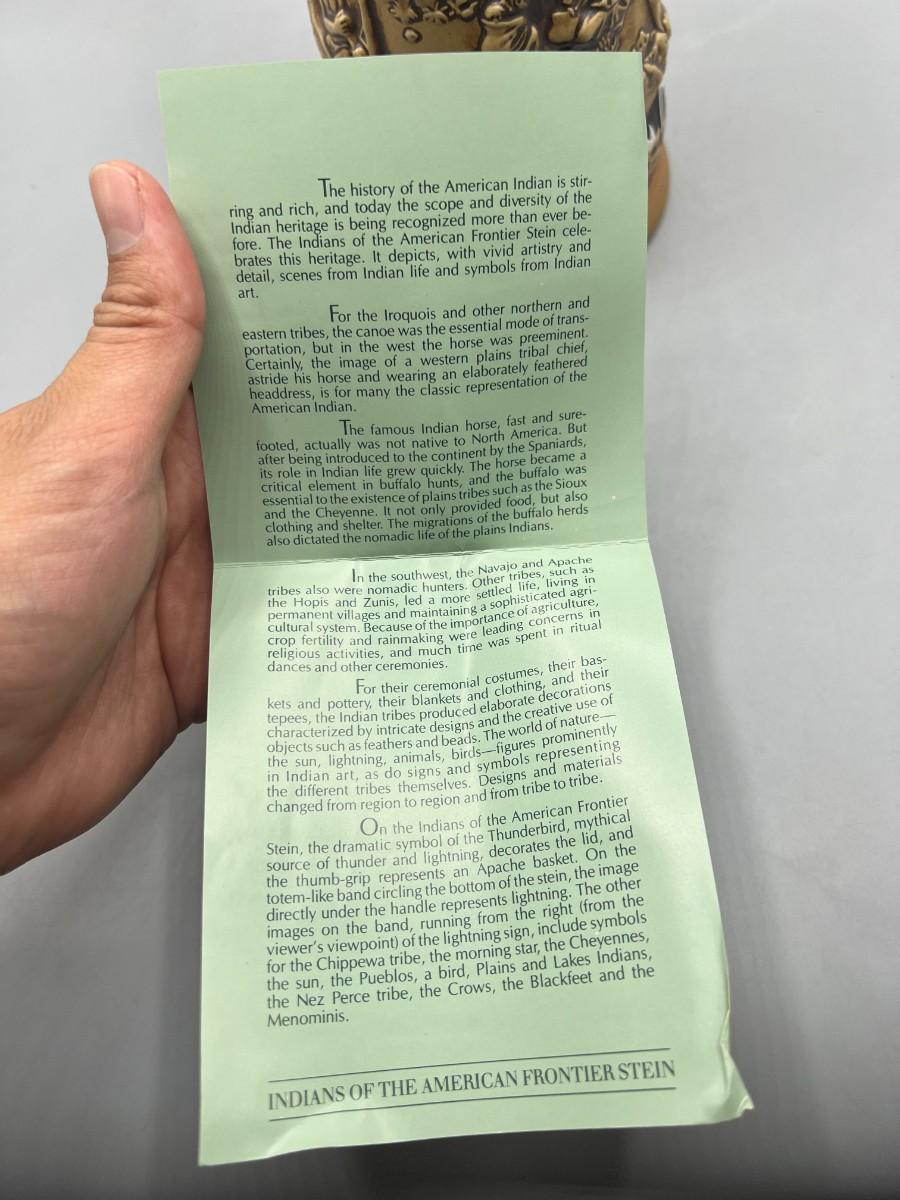 The history of the American Indian is stir-
ring and rich, and today the scope and diversity of the
Indian heritage is being recognized more than ever be-
fore. The Indians of the American Frontier Stein cele-
brates this heritage. It depicts, with vivid artistry and
detail, scenes from Indian life and symbols from Indian
art.
For the Iroquois and other northern and
eastern tribes, the canoe was the essential mode of trans-
portation, but in the west the horse was preeminent.
Certainly, the image of a western plains tribal chief,
astride his horse and wearing an elaborately feathered
headdress, is for many the classic representation of the
American Indian.
The famous Indian horse, fast and sure-
footed, actually was not native to North America. But
after being introduced to the continent by the Spaniards,
its role in Indian life grew quickly. The horse became a
critical element in buffalo hunts, and the buffalo was
essential to the existence of plains tribes such as the Sioux
and the Cheyenne. It not only provided food, but also
clothing and shelter. The migrations of the buffalo herds
also dictated the nomadic life of the plains Indians.
In the southwest, the Navajo and Apache
tribes also were nomadic hunters. Other tribes, such as
the Hopis and Zunis, led a more settled life, living in
permanent villages and maintaining a sophisticated agri-
cultural system. Because of the importance of agriculture,
crop fertility and rainmaking were leading concerns in
religious activities, and much time was spent in ritual
dances and other ceremonies.
For their ceremonial costumes, their bas-
kets and pottery, their blankets and clothing, and their
tepees, the Indian tribes produced elaborate decorations
characterized by intricate designs and the creative use of
objects such as feathers and beads. The world of nature—
the sun, lightning, animals, birds—figures prominently
in Indian art, as do signs and symbols representing
the different tribes themselves. Designs and materials
changed from region to region and from tribe to tribe.
On the Indians of the American Frontier
Stein, the dramatic symbol of the Thunderbird, mythical
source of thunder and lightning, decorates the lid, and
the thumb-grip represents an Apache basket. On the
totem-like band circling the bottom of the stein, the image
directly under the handle represents lightning. The other
images on the band, running from the right (from the
viewer's viewpoint) of the lightning sign, include symbols
for the Chippewa tribe, the morning star, the Cheyennes,
the sun, the Pueblos, a bird, Plains and Lakes Indians,
the Nez Perce tribe, the Crows, the Blackfeet and the
Menominis.
INDIANS OF THE AMERICAN FRONTIER STEIN